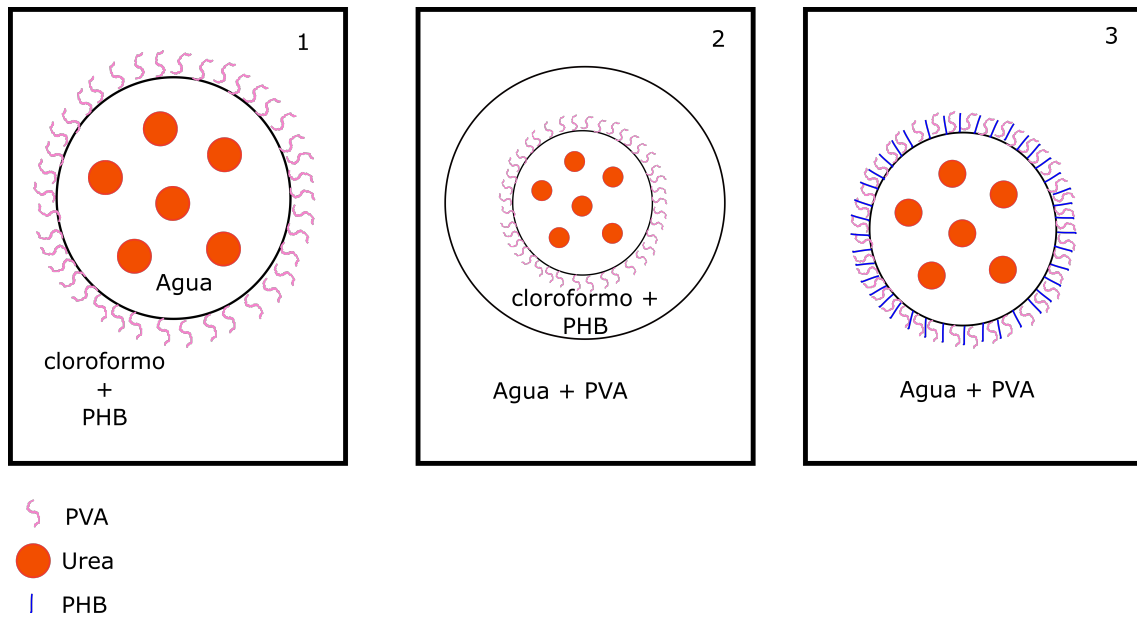 1
Agua
cloroformo
+
PHB
2
cloroformo +
PHB
Agua + PVA
3
Agua + PVA
PVA
Urea
PHB